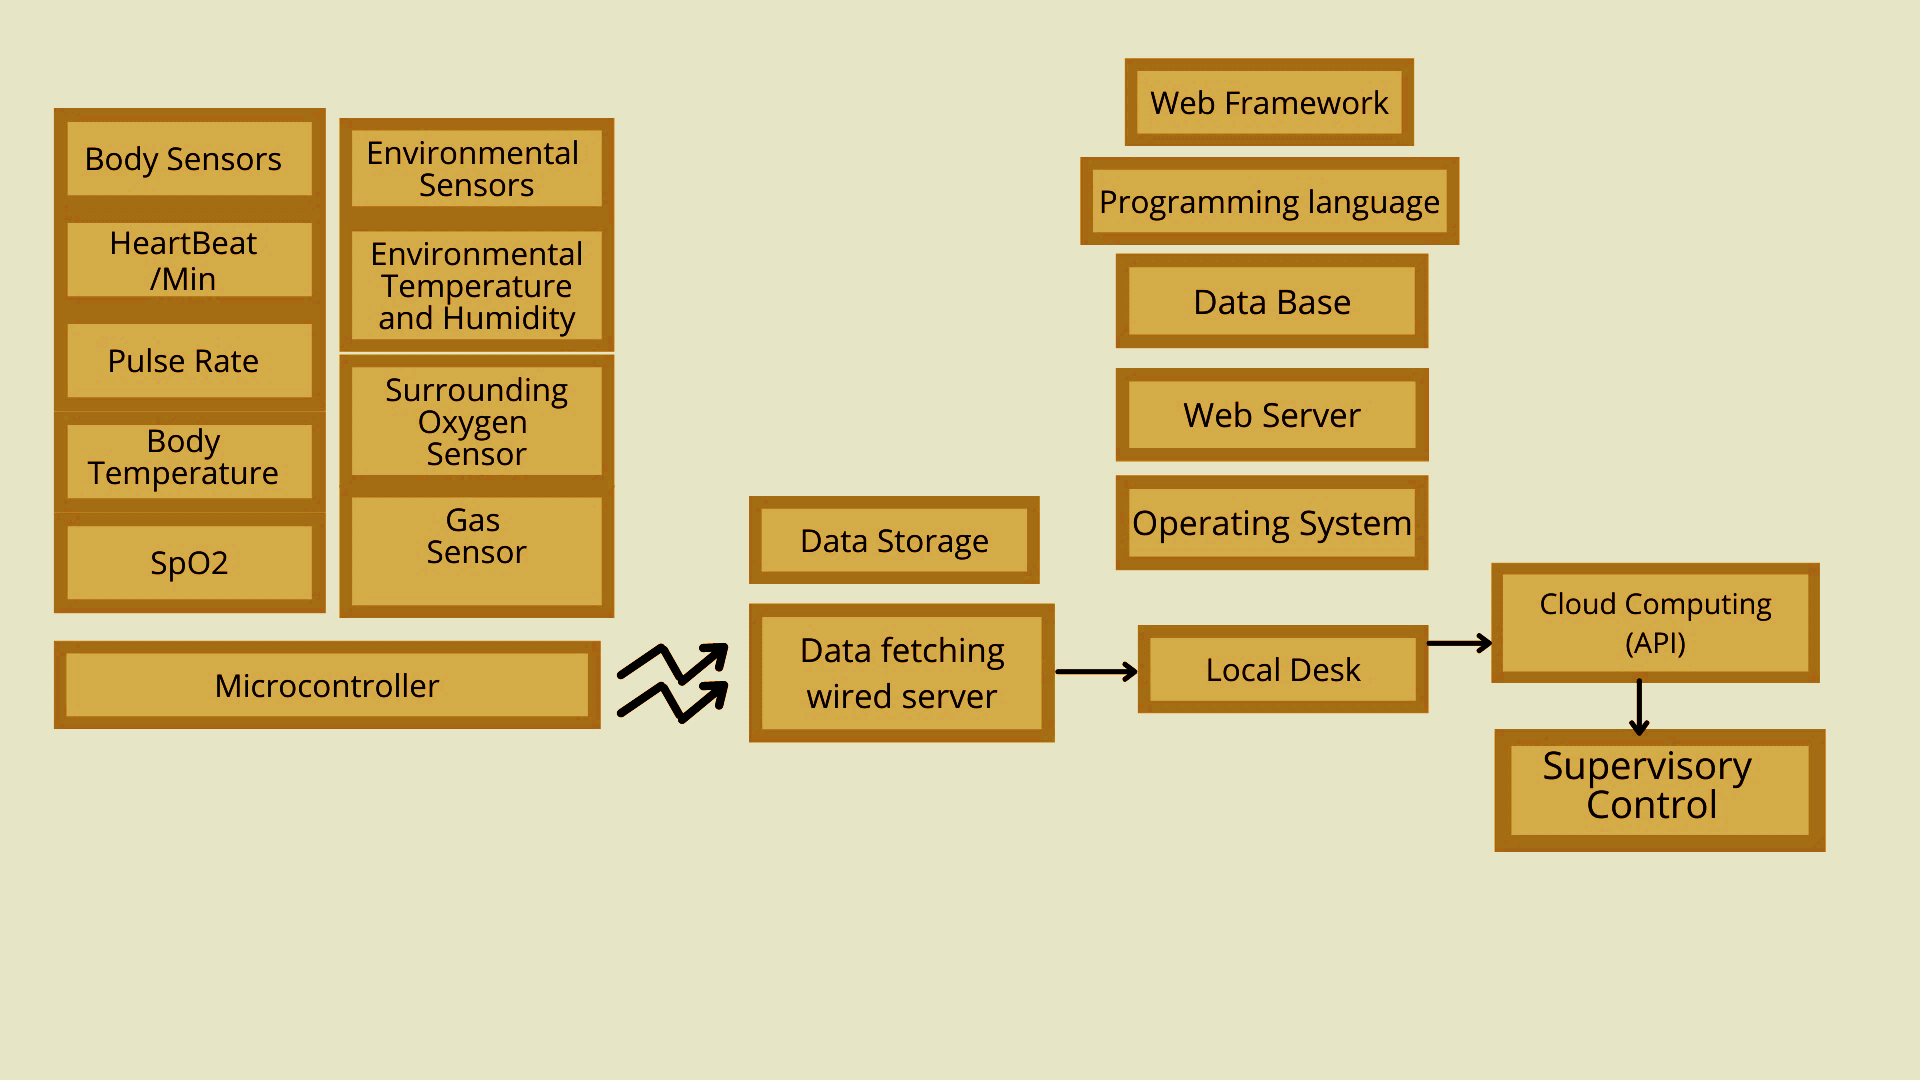 Body Sensors
HeartBeat
/Min
Pulse Rate
Body
Temperature
SpO2
Environmental
Sensors
Environmental
Temperature
and Humidity
Surrounding
Oxygen
Sensor
Gas
Sensor
Microcontroller
Data Storage
Data fetching
wired server
Web Framework
Programming language
Data Base
Web Server
Operating System
Local Desk
Cloud Computing
(API)
Supervisory
Control